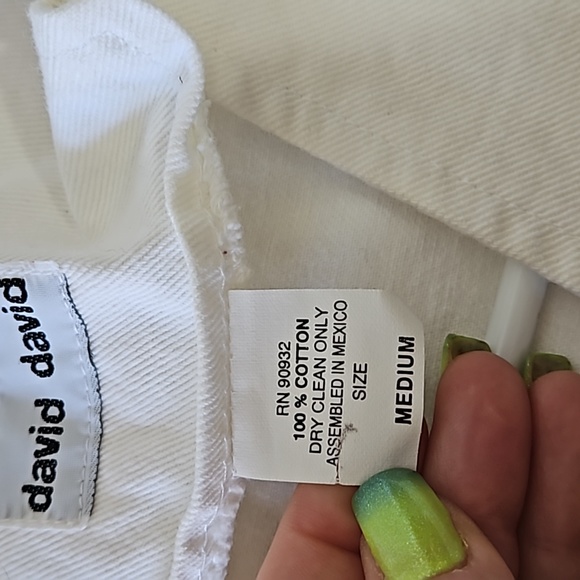 david david
RN 90932
100 % COTTON
DRY CLEAN ONLY
ASSEMBLED IN MEXICO
SIZE
MEDIUM